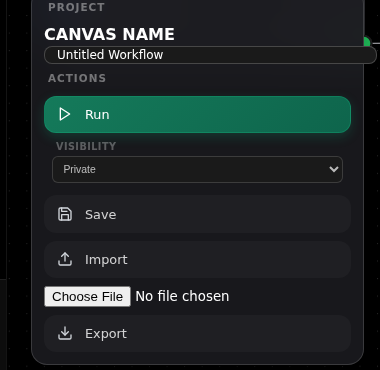 PROJECT
CANVAS NAME
Untitled Workflow
ACTIONS
Run
VISIBILITY
Private
Save
Import
Choose File No file chosen
Export